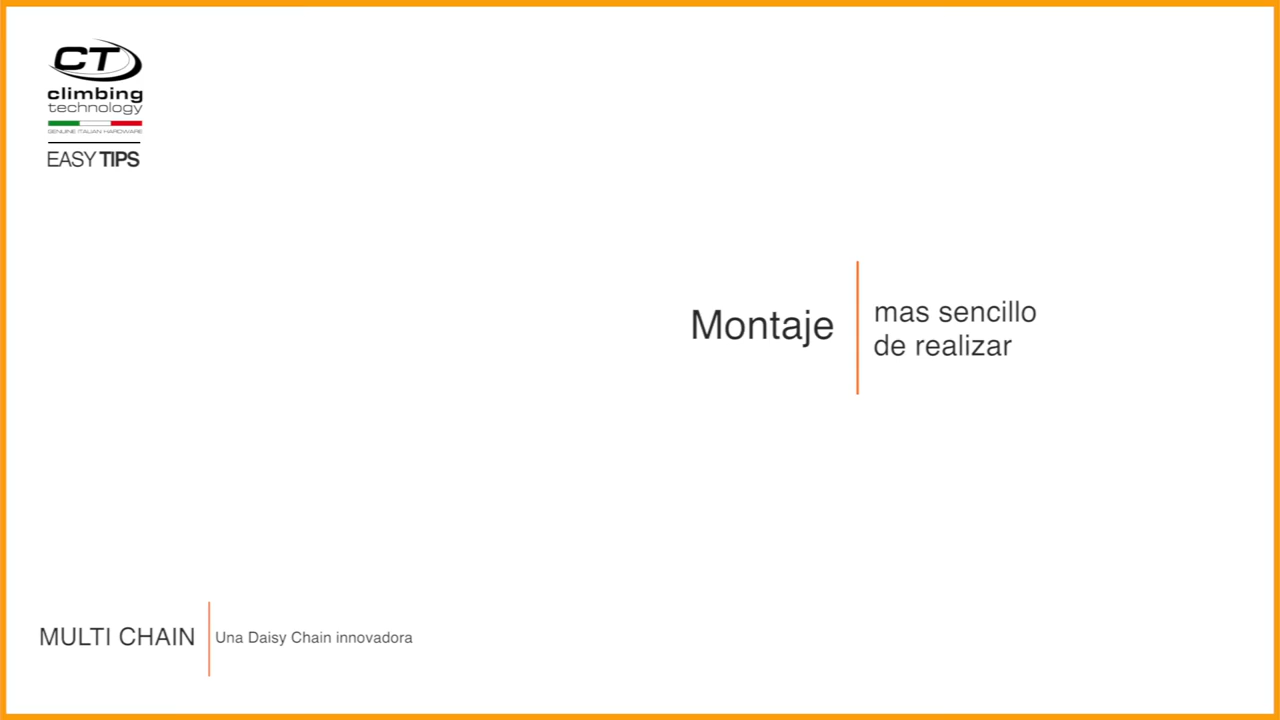 CT
climbing
technology
GENUINE ITALIAN HARDWARE
EASY TIPS
Montaje
mas sencillo
de realizar
MULTI CHAIN
Una Daisy Chain innovadora